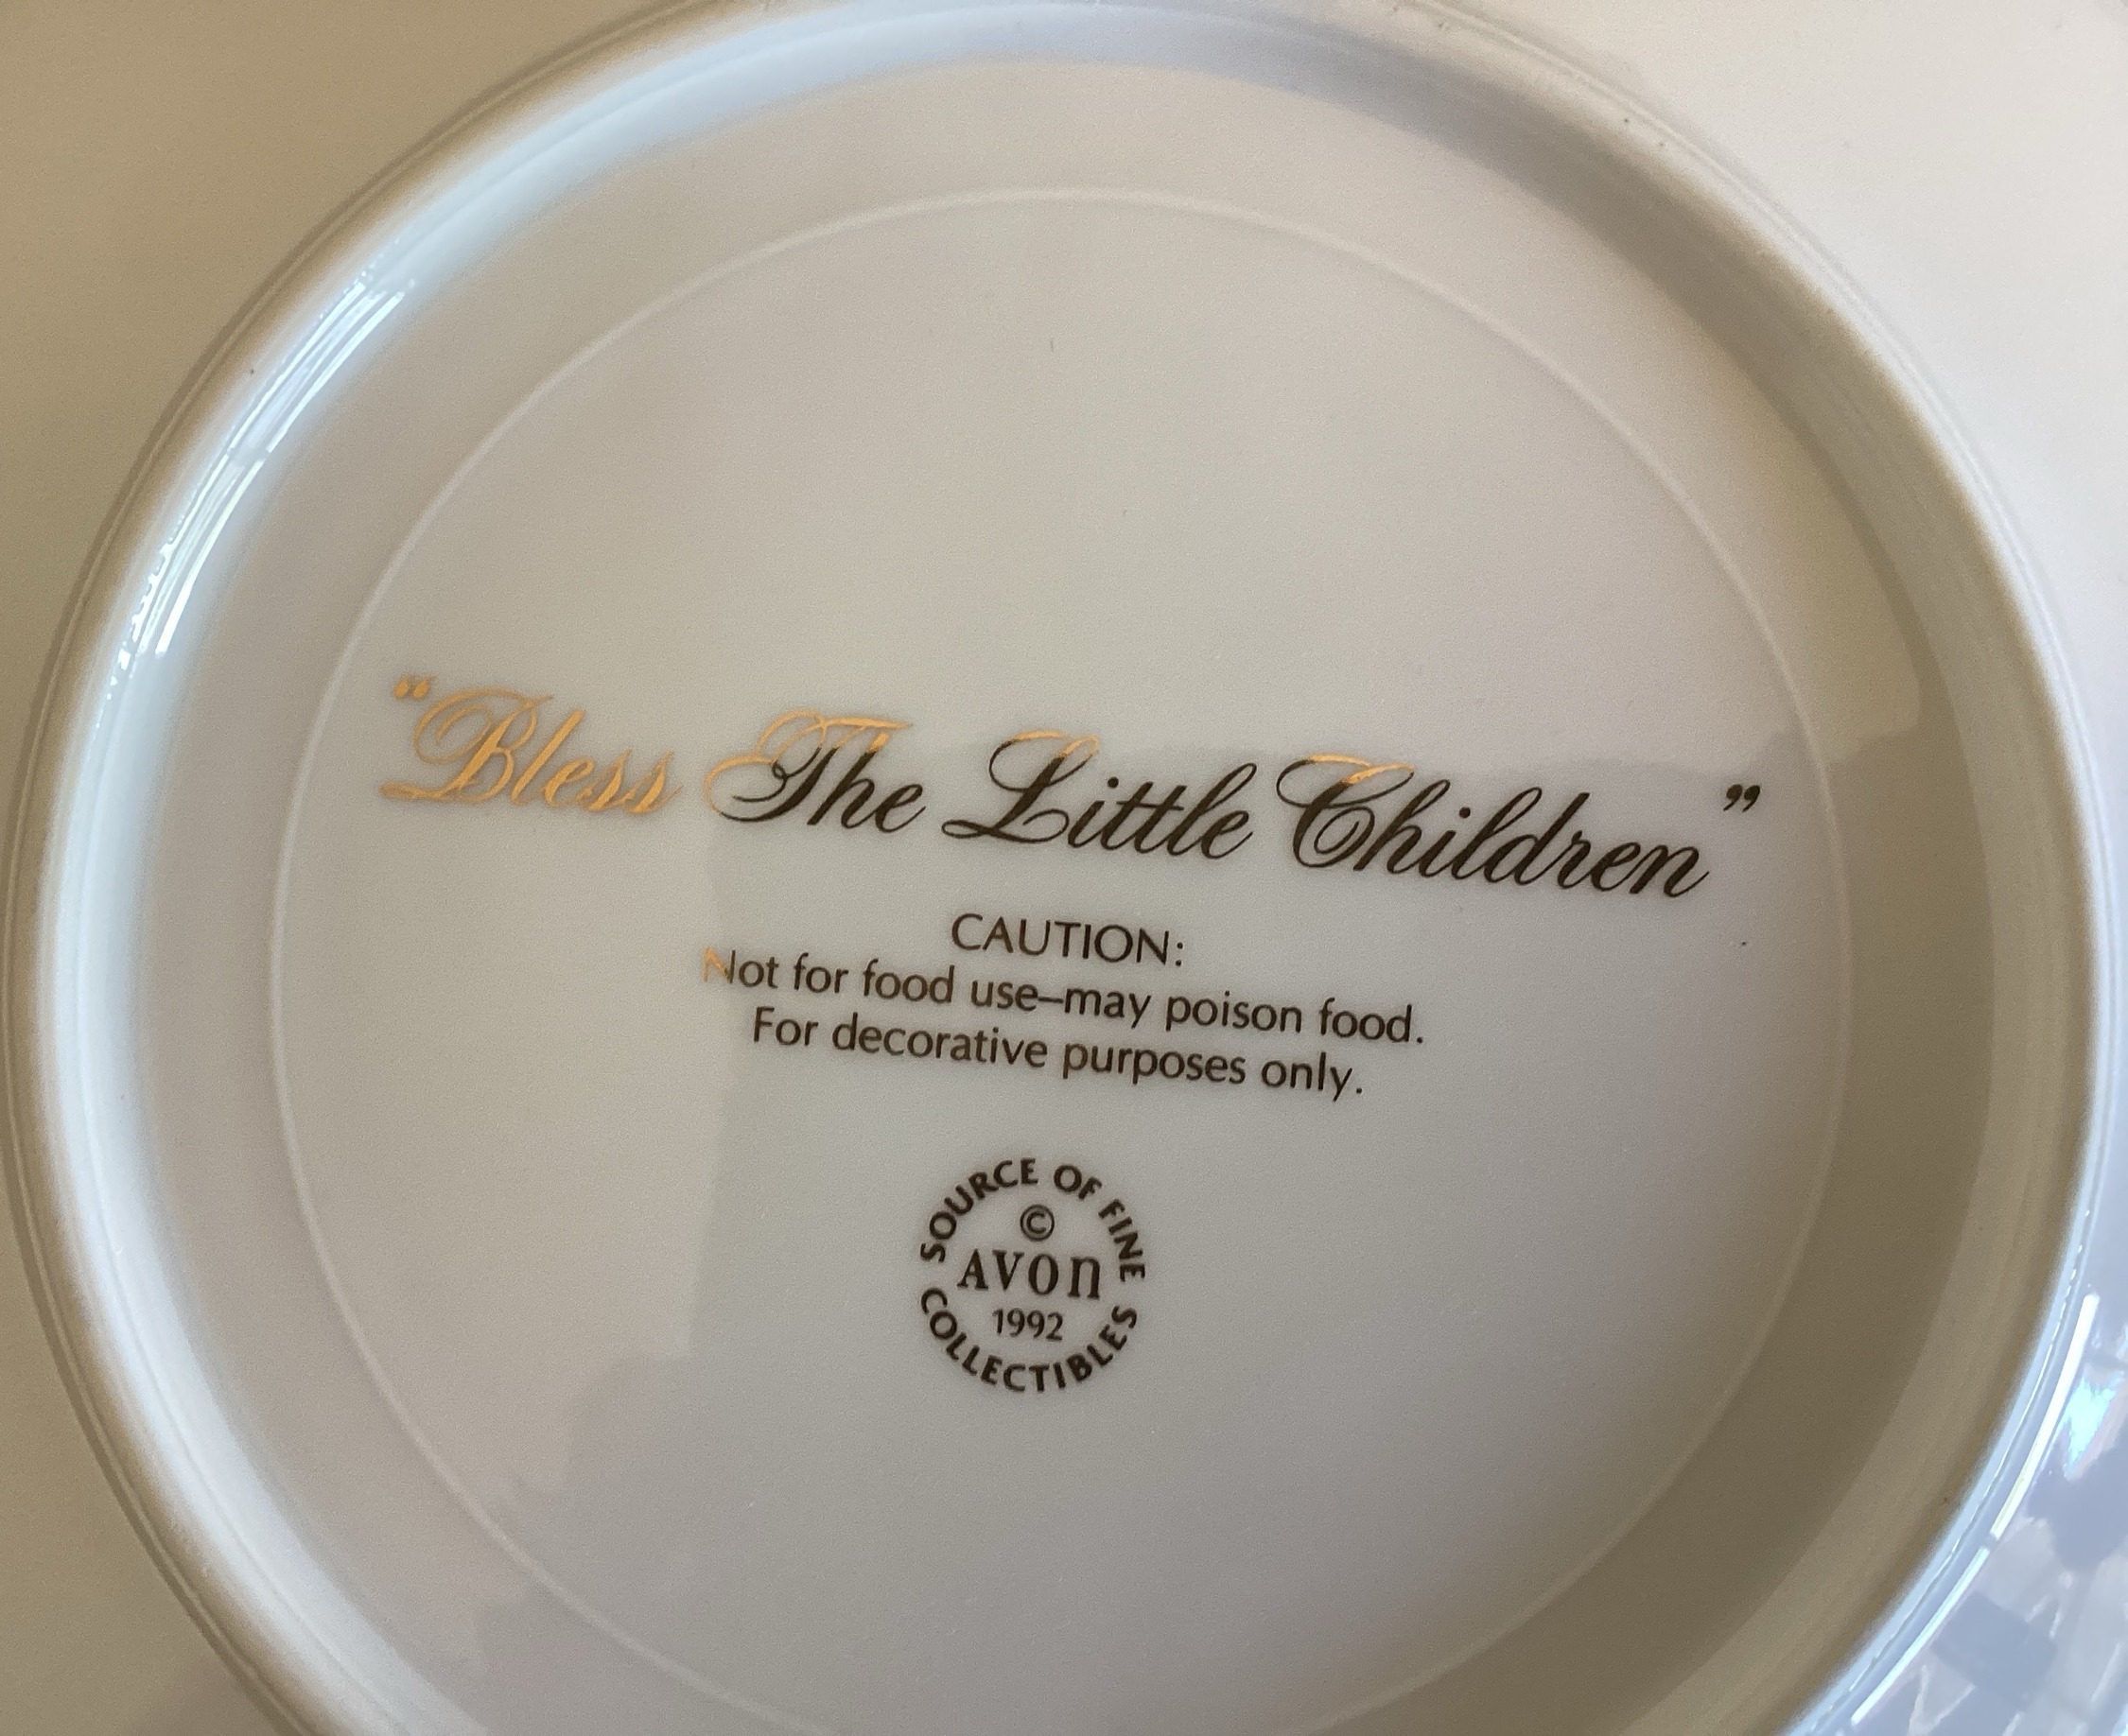 “Bless The Little Children”
CAUTION:
Not for food use–may poison food.
For decorative purposes only.
SOURCE OF FINE
©
AVON
1992
COLLECTIBLES